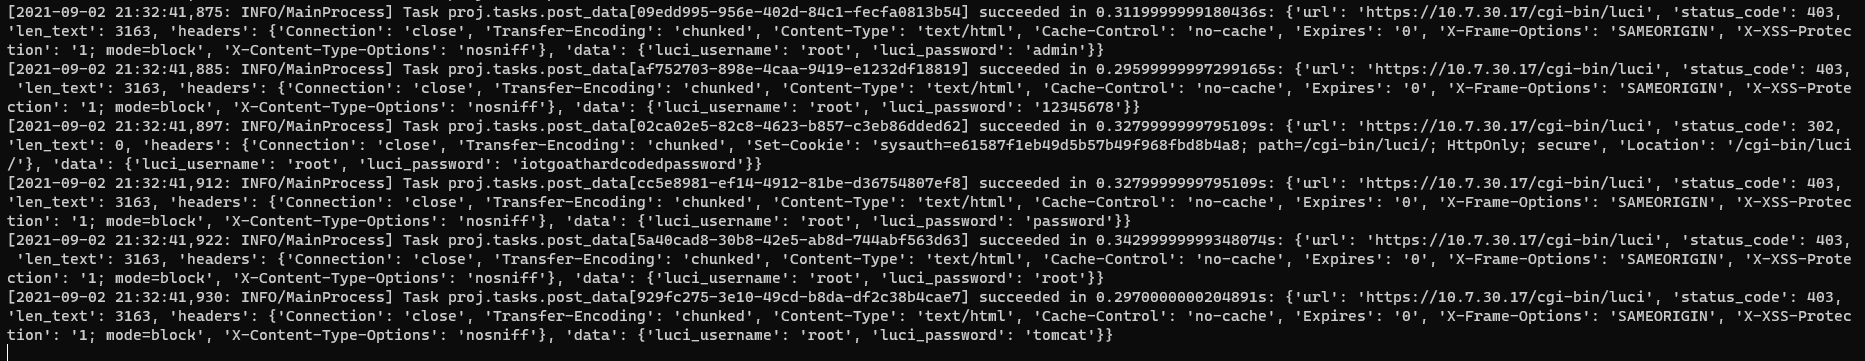 [2021-09-02 21:32:41,875: INFO/MainProcess] Task proj.tasks.post_data[09edd995-956e-402d-84c1-fecfa0813b54] succeeded in 0.3119999999180436s: {'url': 'https://10.7.30.17/cgi-bin/luci', 'status_code': 403,
'len_text': 3163, 'headers': {'Connection': 'close', 'Transfer-Encoding': 'chunked', 'Content-Type': 'text/html', 'Cache-Control': 'no-cache', 'Expires': '0', 'X-Frame-Options': 'SAMEORIGIN', 'X-XSS-Protec
tion': '1; mode=block', 'X-Content-Type-Options': 'nosniff'}, 'data': {'luci_username': 'root', 'luci_password': 'admin'}}
[2021-09-02 21:32:41,885: INFO/MainProcess] Task proj.tasks.post_data[af752703-898e-4caa-9419-e1232df18819] succeeded in 0.29599999997299165s: {'url': 'https://10.7.30.17/cgi-bin/luci', 'status_code': 403,
 'len_text': 3163, 'headers': {'Connection': 'close', 'Transfer-Encoding': 'chunked', 'Content-Type': 'text/html', 'Cache-Control': 'no-cache', 'Expires': '0', 'X-Frame-Options': 'SAMEORIGIN', 'X-XSS-Prote
ction': '1; mode=block', 'X-Content-Type-Options': 'nosniff'}, 'data': {'luci_username': 'root', 'luci_password': '12345678'}}
[2021-09-02 21:32:41,897: INFO/MainProcess] Task proj.tasks.post_data[02ca02e5-82c8-4623-b857-c3eb86dded62] succeeded in 0.3279999999795109s: {'url': 'https://10.7.30.17/cgi-bin/luci', 'status_code': 302,
'len_text': 0, 'headers': {'Connection': 'close', 'Transfer-Encoding': 'chunked', 'Set-Cookie': 'sysauth=e61587f1eb49d5b57b49f968fbd8b4a8; path=/cgi-bin/luci/; HttpOnly; secure', 'Location': '/cgi-bin/luci
/'}, 'data': {'luci_username': 'root', 'luci_password': 'iotgoathardcodedpassword'}}
[2021-09-02 21:32:41,912: INFO/MainProcess] Task proj.tasks.post_data[cc5e8981-ef14-4912-81be-d36754807ef8] succeeded in 0.3279999999795109s: {'url': 'https://10.7.30.17/cgi-bin/luci', 'status_code': 403,
'len_text': 3163, 'headers': {'Connection': 'close', 'Transfer-Encoding': 'chunked', 'Content-Type': 'text/html', 'Cache-Control': 'no-cache', 'Expires': '0', 'X-Frame-Options': 'SAMEORIGIN', 'X-XSS-Protec
tion': '1; mode=block', 'X-Content-Type-Options': 'nosniff'}, 'data': {'luci_username': 'root', 'luci_password': 'password'}}
[2021-09-02 21:32:41,922: INFO/MainProcess] Task proj.tasks.post_data[5a40cad8-30b8-42e5-ab8d-744abf563d63] succeeded in 0.34299999999348074s: {'url': 'https://10.7.30.17/cgi-bin/luci', 'status_code': 403,
 'len_text': 3163, 'headers': {'Connection': 'close', 'Transfer-Encoding': 'chunked', 'Content-Type': 'text/html', 'Cache-Control': 'no-cache', 'Expires': '0', 'X-Frame-Options': 'SAMEORIGIN', 'X-XSS-Prote
ction': '1; mode=block', 'X-Content-Type-Options': 'nosniff'}, 'data': {'luci_username': 'root', 'luci_password': 'root'}}
[2021-09-02 21:32:41,930: INFO/MainProcess] Task proj.tasks.post_data[929fc275-3e10-49cd-b8da-df2c38b4cae7] succeeded in 0.2970000000204891s: {'url': 'https://10.7.30.17/cgi-bin/luci', 'status_code': 403,
'len_text': 3163, 'headers': {'Connection': 'close', 'Transfer-Encoding': 'chunked', 'Content-Type': 'text/html', 'Cache-Control': 'no-cache', 'Expires': '0', 'X-Frame-Options': 'SAMEORIGIN', 'X-XSS-Protec
tion': '1; mode=block', 'X-Content-Type-Options': 'nosniff'}, 'data': {'luci_username': 'root', 'luci_password': 'tomcat'}}